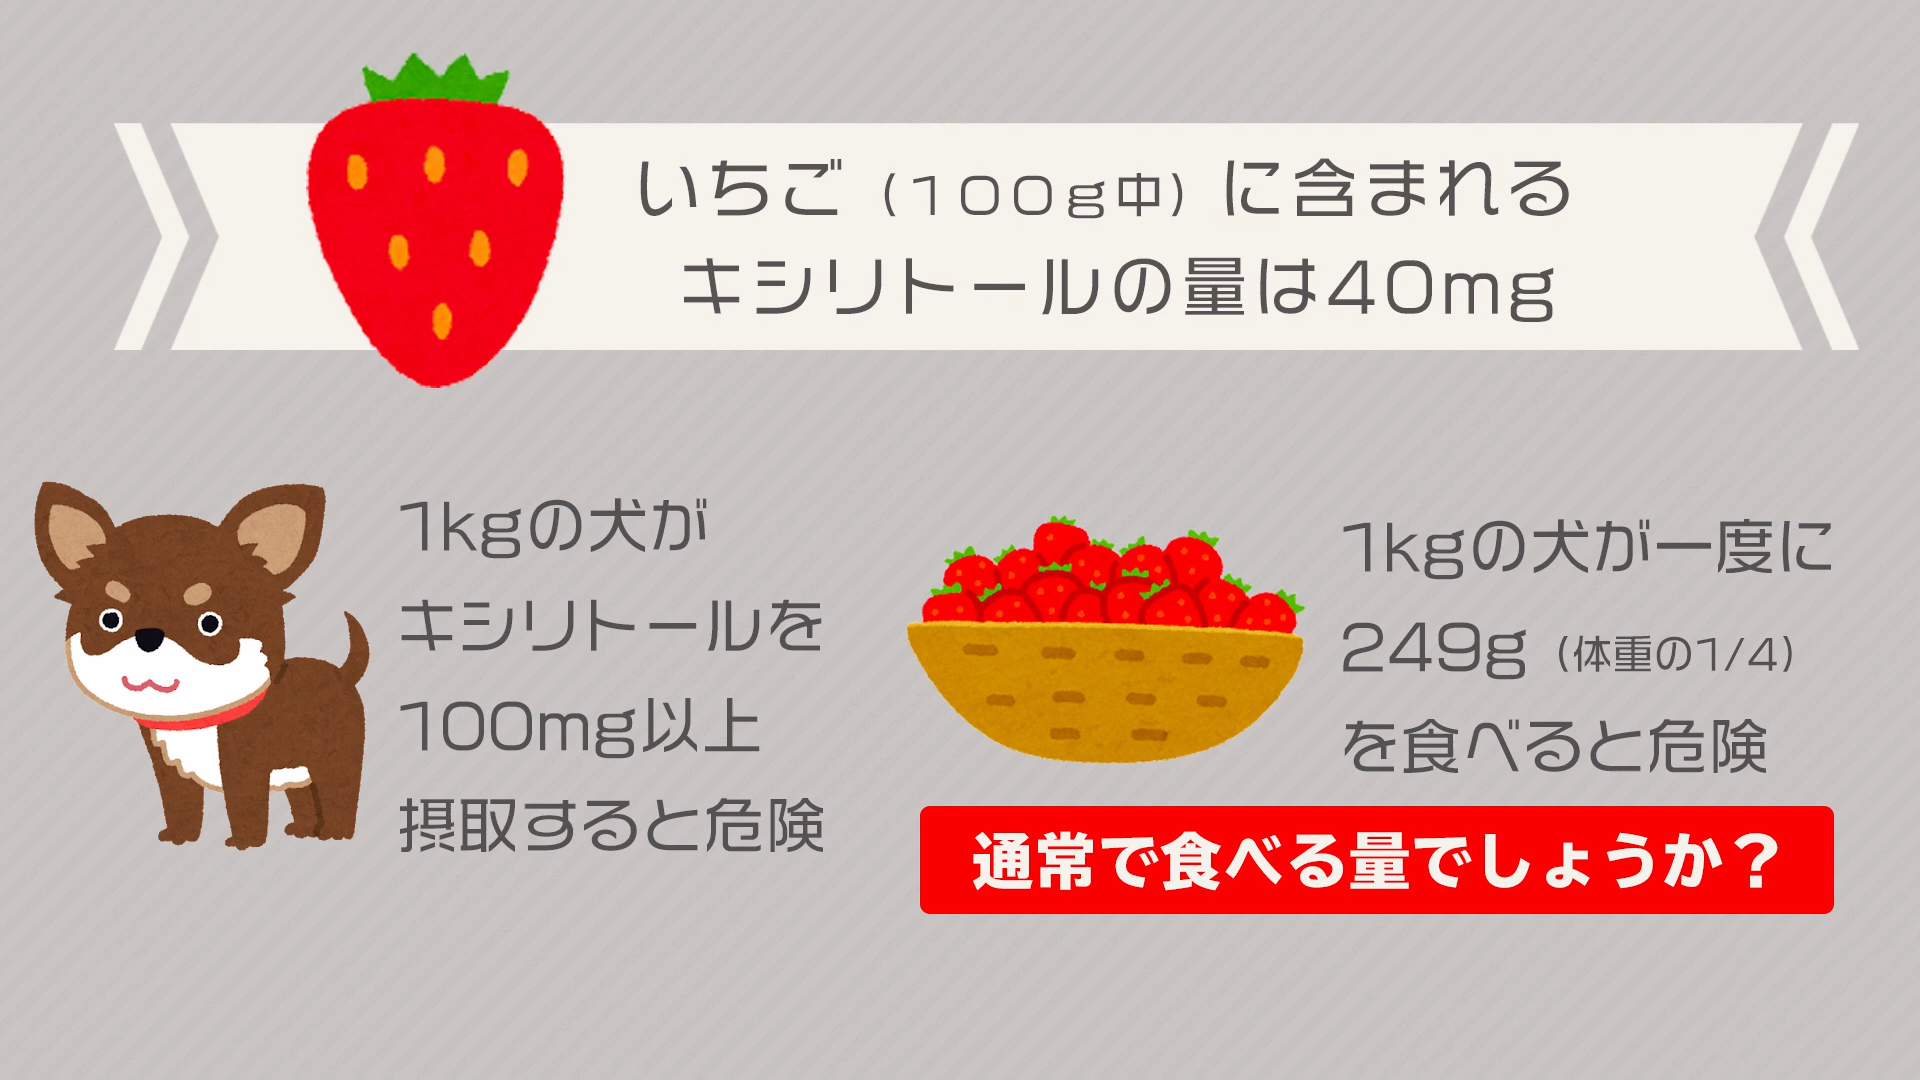 いちご（１００ｇ中）に含まれる
キシリトールの量は40mg
1kgの犬が
キシリトールを
100mg以上
摂取すると危険
1kgの犬が一度に
249g（体重の1/4）
を食べると危険
通常で食べる量でしょうか？